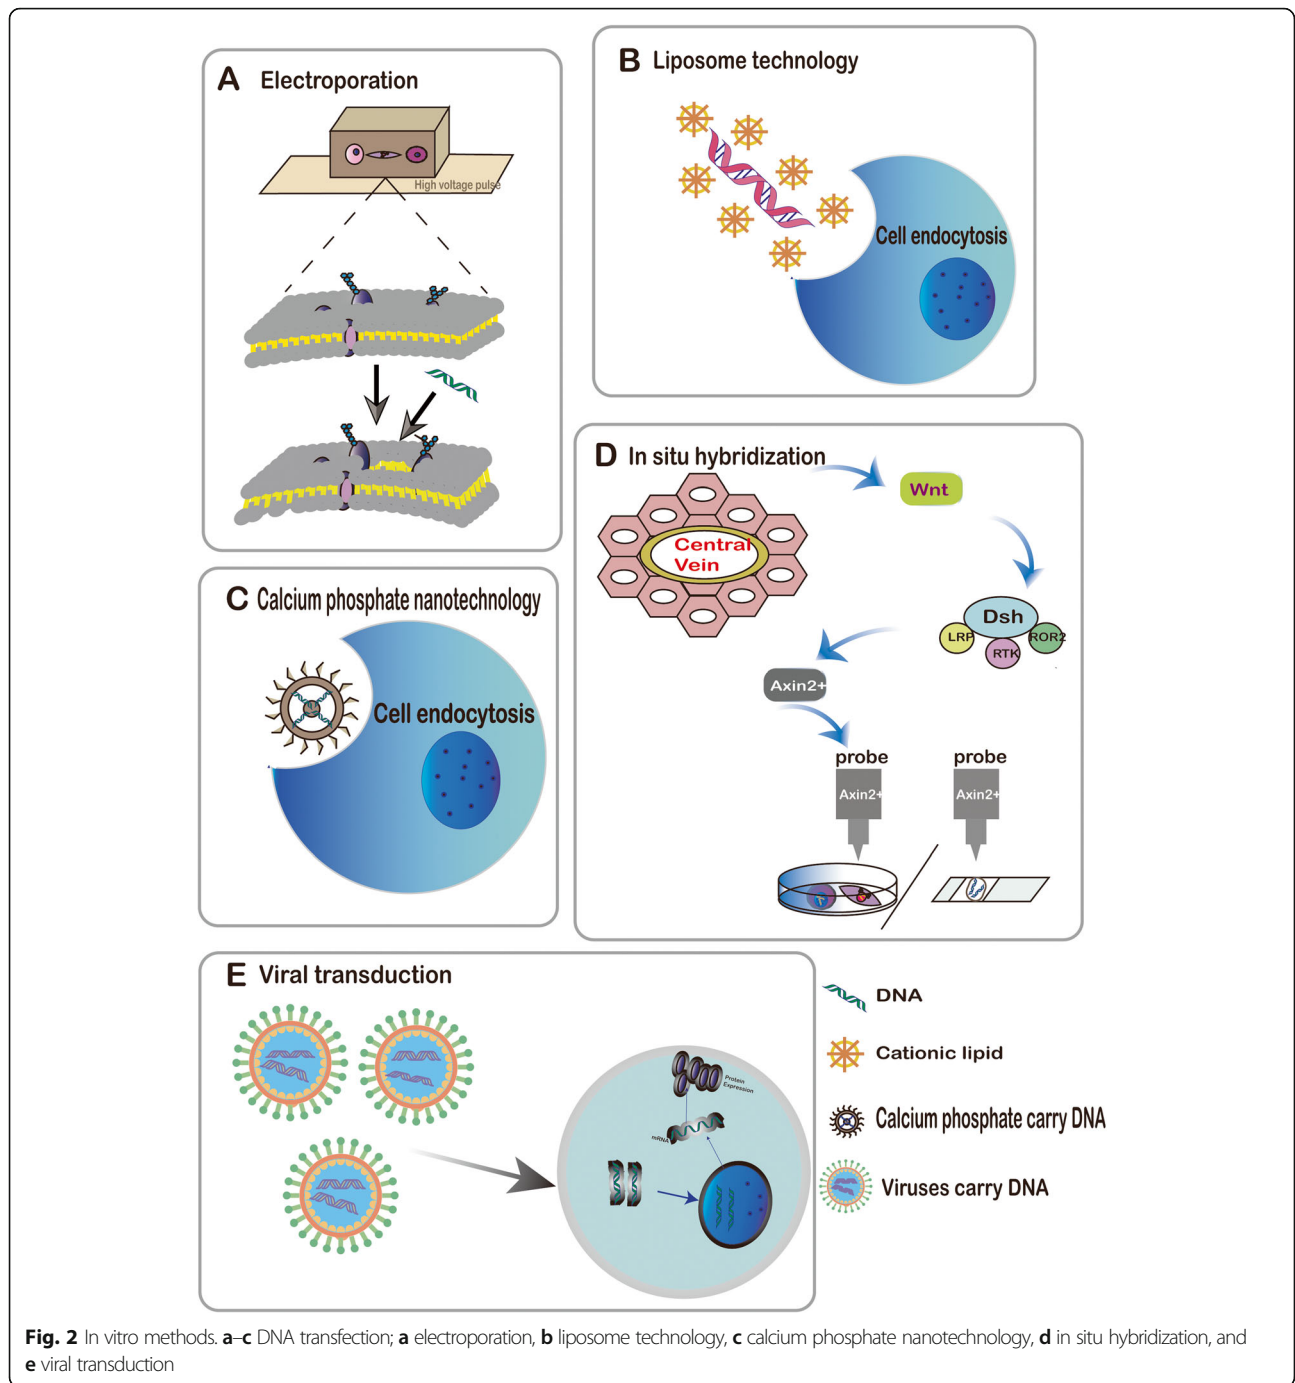 A Electroporation
High voltage pulse
B Liposome technology
Cell endocytosis
C Calcium phosphate nanotechnology
Cell endocytosis
D In situ hybridization
Central
Vein
Wnt
Dsh
LRP
RTK
ROR2
Axin2+
probe
Axin2+
probe
Axin2+
E Viral transduction
Protein
Expression
mRNA
DNA
Cationic lipid
Calcium phosphate carry DNA
Viruses carry DNA
Fig. 2 In vitro methods. a–c DNA transfection; a electroporation, b liposome technology, c calcium phosphate nanotechnology, d in situ hybridization, and
e viral transduction